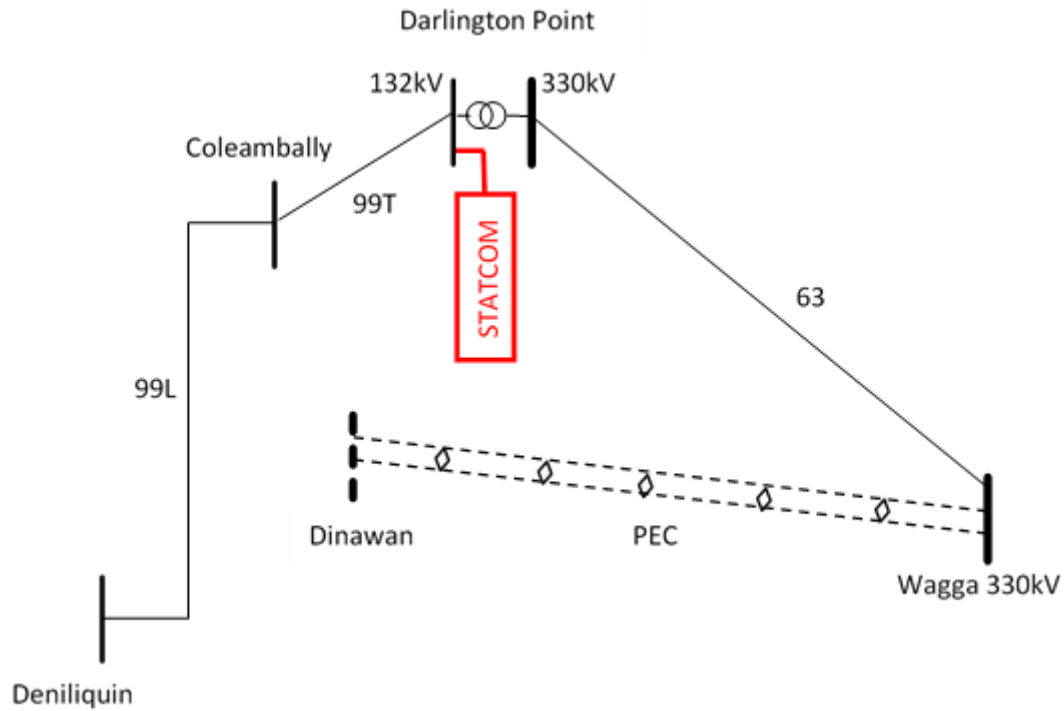 Darlington Point
132kV
330kV
Coleambally
99T
STATCOM
63
99L
Dinawan
PEC
Wagga 330kV
Deniliquin